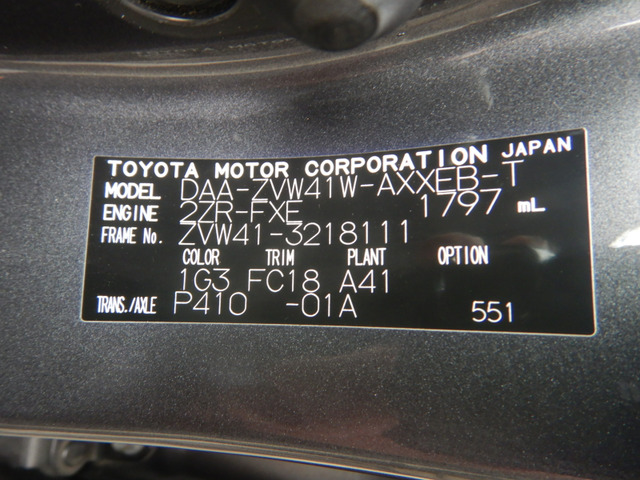 TOYOTA MOTOR CORPORATION JAPAN
MODEL DAA-ZVW41W-AXXEB-T
ENGINE 2ZR-FXE 1797 mL
FRAME No. ZVW41-3218111
COLOR TRIM PLANT OPTION
1G3 FC18 A41
TRANS./AXLE P410 -01A 551